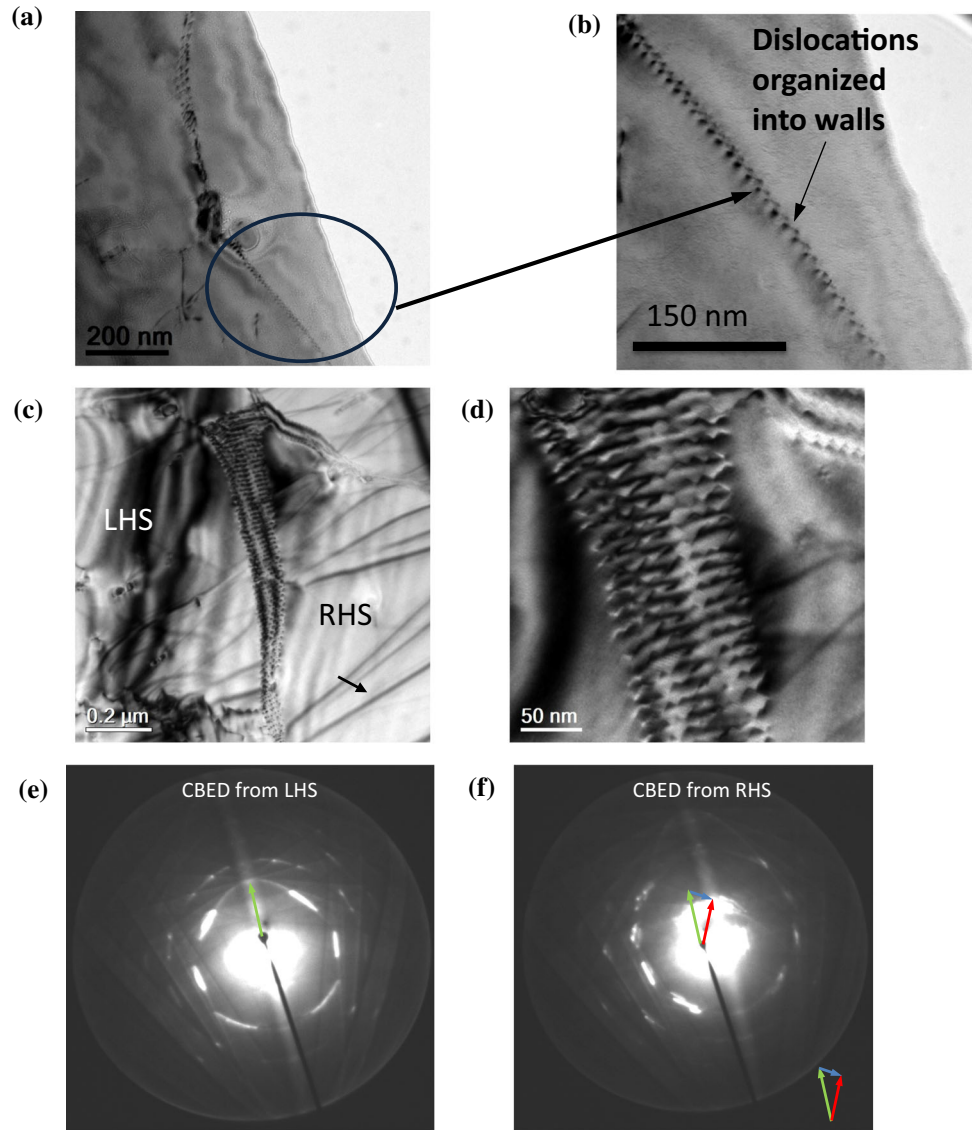 (a)
200 nm
(b)
Dislocations
organized
into walls
150 nm
(c)
LHS
RHS
0.2 μm
(d)
50 nm
(e)
CBED from LHS
(f)
CBED from RHS